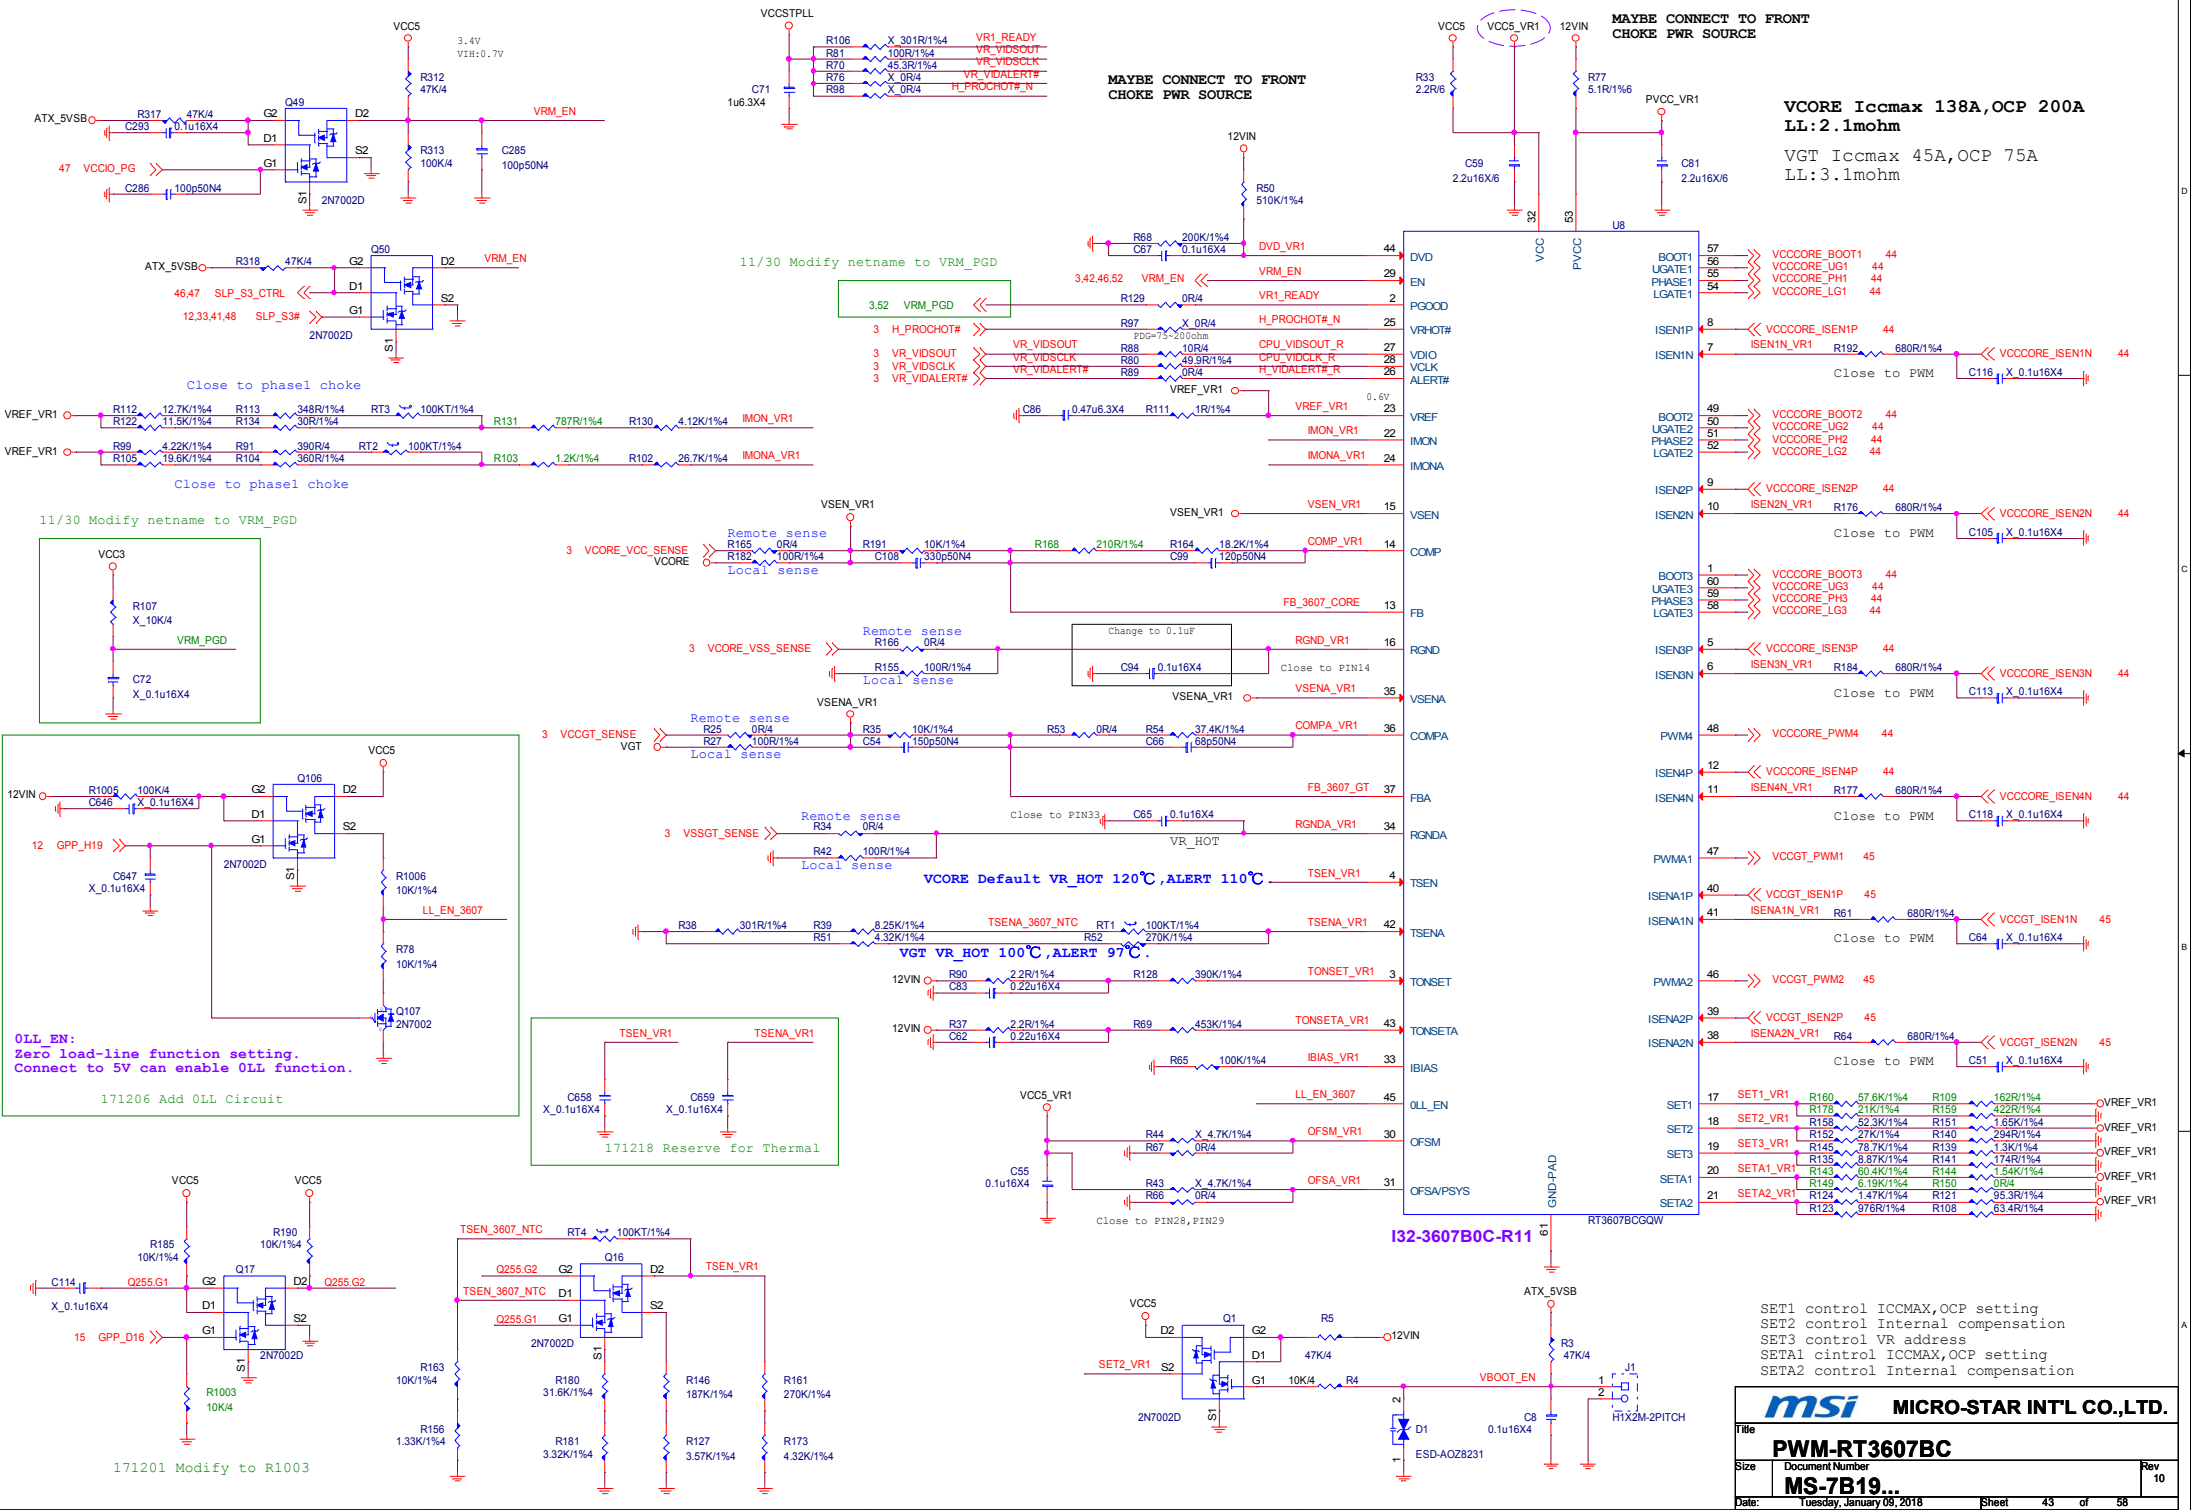 VCC5
3.4V
VIH:0.7V
R312
47K/4
Q49
ATX_5VSB
R317 47K/4
C293 0.1u16X4
G2 D2
VRM_EN
D1
S2
47 VCCIO_PG
G1
R313
100K/4
C285
100p50N4
C286 100p50N4
S1
2N7002D
VCCSTPLL
R106 X_301R/1%4 VR1_READY
R81 100R/1%4 VR_VIDSOUT
R70 45.3R/1%4 VR_VIDSCLK
R76 X_0R/4 VR_VIDALERT#
R98 X_0R/4 H_PROCHOT#_N
C71
1u6.3X4
MAYBE CONNECT TO FRONT
CHOKE PWR SOURCE
VCC5 VCC5_VR1 12VIN
MAYBE CONNECT TO FRONT
CHOKE PWR SOURCE
R33
2.2R/6
R77
5.1R/1%6
PVCC_VR1
C59
2.2u16X/6
C81
2.2u16X/6
VCORE Iccmax 138A,OCP 200A
LL:2.1mohm
VGT Iccmax 45A,OCP 75A
LL:3.1mohm
Q50
ATX_5VSB
R318 47K/4
G2 D2
VRM_EN
46,47 SLP_S3_CTRL
D1
S2
12,33,41,48 SLP_S3#
G1
2N7002D
S1
12VIN
R50
510K/1%4
R68 200K/1%4
C67 0.1u16X4
DVD_VR1
11/30 Modify netname to VRM_PGD
3,52 VRM_PGD
3,42,46,52 VRM_EN
VRM_EN
R129 0R/4 VR1_READY
3 H_PROCHOT#
R97 X_0R/4 H_PROCHOT#_N
PDG=75~200ohm
3 VR_VIDSOUT VR_VIDSOUT R88 10R/4 CPU_VIDSOUT_R
3 VR_VIDSCLK VR_VIDSCLK R80 49.9R/1%4 CPU_VIDCLK_R
3 VR_VIDALERT# VR_VIDALERT# R89 0R/4 H_VIDALERT#_R
VREF_VR1
0.6V
C86 0.47u6.3X4 R111 1R/1%4 VREF_VR1
IMON_VR1
IMONA_VR1
Close to phase1 choke
VREF_VR1
R112 12.7K/1%4 R113 348R/1%4 RT3 100KT/1%4
R122 11.5K/1%4 R134 30R/1%4
R131 787R/1%4 R130 4.12K/1%4 IMON_VR1
VREF_VR1
R99 4.22K/1%4 R91 390R/4 RT2 100KT/1%4
R105 19.6K/1%4 R104 360R/1%4
R103 1.2K/1%4 R102 26.7K/1%4 IMONA_VR1
Close to phase1 choke
11/30 Modify netname to VRM_PGD
VCC3
R107
X_10K/4
VRM_PGD
C72
X_0.1u16X4
VSEN_VR1
VSEN_VR1
VSEN_VR1
Remote sense
3 VCORE_VCC_SENSE R165 0R/4
VCORE R182 100R/1%4
Local sense
R191 10K/1%4
C108 330p50N4
R168 210R/1%4 R164 18.2K/1%4
C99 120p50N4
COMP_VR1
FB_3607_CORE
Remote sense
3 VCORE_VSS_SENSE R166 0R/4
R155 100R/1%4
Local sense
Change to 0.1uF
C94 0.1u16X4
RGND_VR1
Close to PIN14
VSENA_VR1
VSENA_VR1
VSENA_VR1
Remote sense
3 VCCGT_SENSE R25 0R/4
VGT R27 100R/1%4
Local sense
R35 10K/1%4
C54 150p50N4
R53 0R/4 R54 37.4K/1%4
C66 68p50N4
COMPA_VR1
FB_3607_GT
Close to PIN33 C65 0.1u16X4
Remote sense
3 VSSGT_SENSE R34 0R/4
RGNDA_VR1
VR_HOT
R42 100R/1%4
Local sense
VCORE Default VR_HOT 120℃,ALERT 110℃.
TSEN_VR1
R38 301R/1%4 R39 8.25K/1%4 TSENA_3607_NTC RT1 100KT/1%4
R51 4.32K/1%4 R52 270K/1%4
TSENA_VR1
VGT VR_HOT 100℃,ALERT 97℃.
12VIN R90 2.2R/1%4 R128 390K/1%4 TONSET_VR1
C83 0.22u16X4
12VIN R37 2.2R/1%4 R69 453K/1%4 TONSETA_VR1
C62 0.22u16X4
R65 100K/1%4 IBIAS_VR1
VCC5_VR1
LL_EN_3607
R44 X_4.7K/1%4 OFSM_VR1
R67 0R/4
C55
0.1u16X4
R43 X_4.7K/1%4 OFSA_VR1
R66 0R/4
Close to PIN28,PIN29
U8
32 53
VCC PVCC
44 DVD
29 EN
2 PGOOD
25 VRHOT#
27 VDIO
28 VCLK
26 ALERT#
23 VREF
22 IMON
24 IMONA
15 VSEN
14 COMP
13 FB
16 RGND
35 VSENA
36 COMPA
37 FBA
34 RGNDA
4 TSEN
42 TSENA
3 TONSET
43 TONSETA
33 IBIAS
45 0LL_EN
30 OFSM
31 OFSA/PSYS
GND-PAD
61
RT3607BCGQW
I32-3607B0C-R11
BOOT1 57 VCCCORE_BOOT1 44
UGATE1 56 VCCCORE_UG1 44
PHASE1 55 VCCCORE_PH1 44
LGATE1 54 VCCCORE_LG1 44
ISEN1P 8 VCCCORE_ISEN1P 44
ISEN1N 7 ISEN1N_VR1 R192 680R/1%4 VCCCORE_ISEN1N 44
Close to PWM C116 X_0.1u16X4
BOOT2 49 VCCCORE_BOOT2 44
UGATE2 50 VCCCORE_UG2 44
PHASE2 51 VCCCORE_PH2 44
LGATE2 52 VCCCORE_LG2 44
ISEN2P 9 VCCCORE_ISEN2P 44
ISEN2N 10 ISEN2N_VR1 R176 680R/1%4 VCCCORE_ISEN2N 44
Close to PWM C105 X_0.1u16X4
BOOT3 1 VCCCORE_BOOT3 44
UGATE3 60 VCCCORE_UG3 44
PHASE3 59 VCCCORE_PH3 44
LGATE3 58 VCCCORE_LG3 44
ISEN3P 5 VCCCORE_ISEN3P 44
ISEN3N 6 ISEN3N_VR1 R184 680R/1%4 VCCCORE_ISEN3N 44
Close to PWM C113 X_0.1u16X4
PWM4 48 VCCCORE_PWM4 44
ISEN4P 12 VCCCORE_ISEN4P 44
ISEN4N 11 ISEN4N_VR1 R177 680R/1%4 VCCCORE_ISEN4N 44
Close to PWM C118 X_0.1u16X4
PWMA1 47 VCCGT_PWM1 45
ISENA1P 40 VCCGT_ISEN1P 45
ISENA1N 41 ISENA1N_VR1 R61 680R/1%4 VCCGT_ISEN1N 45
Close to PWM C64 X_0.1u16X4
PWMA2 46 VCCGT_PWM2 45
ISENA2P 39 VCCGT_ISEN2P 45
ISENA2N 38 ISENA2N_VR1 R64 680R/1%4 VCCGT_ISEN2N 45
Close to PWM C51 X_0.1u16X4
SET1 17 SET1_VR1 R160 57.6K/1%4 R109 162R/1%4 VREF_VR1
R178 21K/1%4 R159 422R/1%4
SET2 18 SET2_VR1 R158 52.3K/1%4 R151 1.65K/1%4 VREF_VR1
R152 27K/1%4 R140 294R/1%4
SET3 19 SET3_VR1 R145 78.7K/1%4 R139 1.3K/1%4 VREF_VR1
R135 8.87K/1%4 R141 174R/1%4
SETA1 20 SETA1_VR1 R143 60.4K/1%4 R144 1.54K/1%4 VREF_VR1
R149 6.19K/1%4 R150 0R/4
SETA2 21 SETA2_VR1 R124 1.47K/1%4 R121 95.3R/1%4 VREF_VR1
R123 976R/1%4 R108 63.4R/1%4
VCC5
Q106
12VIN R1005 100K/4
C646 X_0.1u16X4
G2 D2
D1
S2
12 GPP_H19
G1
2N7002D
S1
C647
X_0.1u16X4
R1006
10K/1%4
LL_EN_3607
R78
10K/1%4
Q107
2N7002
0LL_EN:
Zero load-line function setting.
Connect to 5V can enable 0LL function.
171206 Add 0LL Circuit
TSEN_VR1 TSENA_VR1
C658
X_0.1u16X4
C659
X_0.1u16X4
171218 Reserve for Thermal
VCC5 VCC5
R185
10K/1%4
R190
10K/1%4
Q17
C114
X_0.1u16X4
Q255.G1 G2 D2 Q255.G2
D1
S2
15 GPP_D16
G1
2N7002D
S1
R1003
10K/4
171201 Modify to R1003
TSEN_3607_NTC RT4 100KT/1%4
Q16
Q255.G2 G2 D2 TSEN_VR1
TSEN_3607_NTC D1
S2
Q255.G1 G1
2N7002D
S1
R163
10K/1%4
R180
31.6K/1%4
R146
187K/1%4
R161
270K/1%4
R156
1.33K/1%4
R181
3.32K/1%4
R127
3.57K/1%4
R173
4.32K/1%4
VCC5
Q1
D2 G2
R5
47K/4
12VIN
D1
SET2_VR1 S2
G1 10K/4 R4
2N7002D
S1
ATX_5VSB
R3
47K/4
VBOOT_EN
J1
1
2
H1X2M-2PITCH
2
D1
1
ESD-AOZ8231
C8
0.1u16X4
SET1 control ICCMAX,OCP setting
SET2 control Internal compensation
SET3 control VR address
SETA1 cintrol ICCMAX,OCP setting
SETA2 control Internal compensation
D
C
B
A
msi MICRO-STAR INT'L CO.,LTD.
Title
PWM-RT3607BC
Size Document Number Rev
MS-7B19... 10
Date: Tuesday, January 09, 2018 Sheet 43 of 58